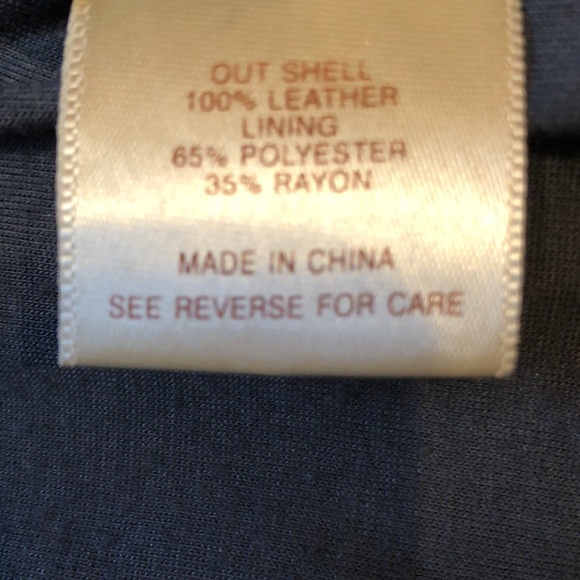 OUT SHELL
100% LEATHER
LINING
65% POLYESTER
35% RAYON
MADE IN CHINA
SEE REVERSE FOR CARE